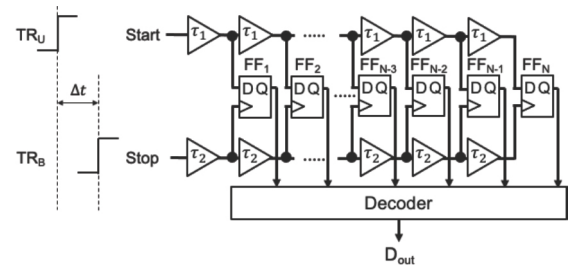 TR_U Start τ₁ τ₁ ...... τ₁ τ₁ τ₁
FF₁ FF₂ FF_N-3 FF_N-2 FF_N-1 FF_N
Δt
D Q D Q ...... D Q D Q D Q D Q
TR_B Stop τ₂ τ₂ ...... τ₂ τ₂ τ₂
Decoder
D_out